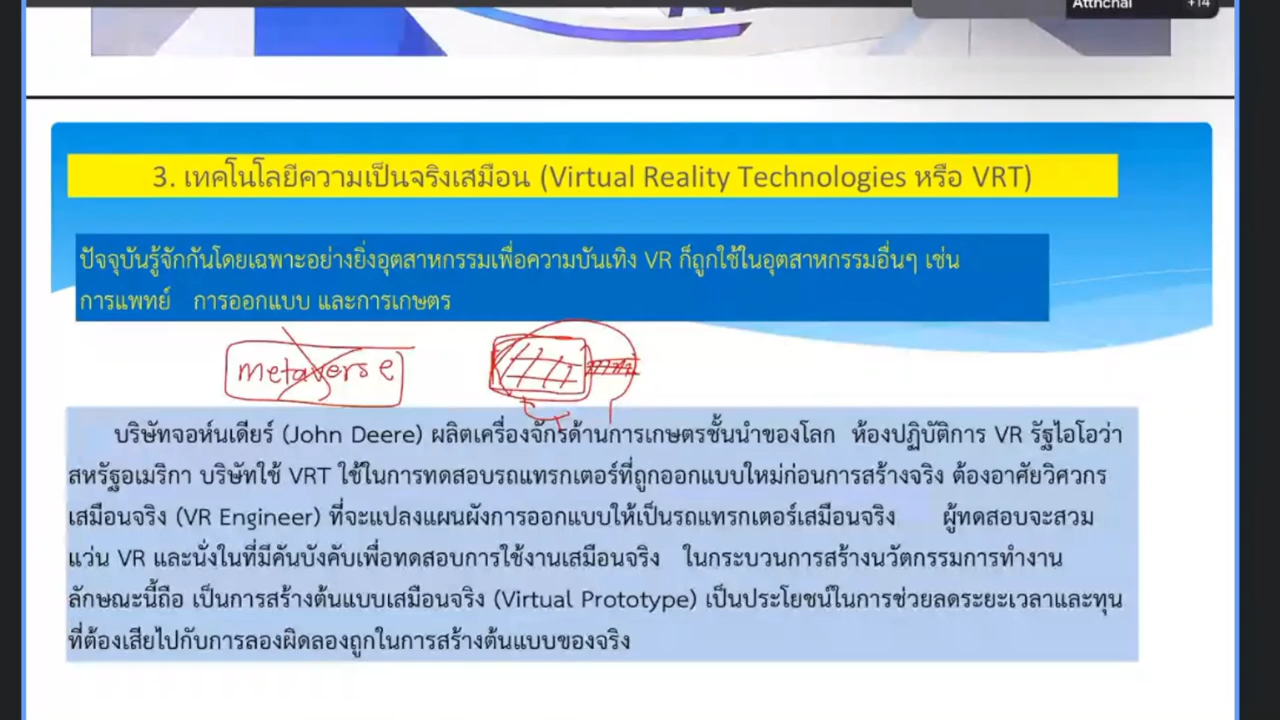 Atthchai
+14
3. เทคโนโลยีความเป็นจริงเสมือน (Virtual Reality Technologies หรือ VRT)
ปัจจุบันรู้จักกันโดยเฉพาะอย่างยิ่งอุตสาหกรรมเพื่อความบันเทิง VR ก็ถูกใช้ในอุตสาหกรรมอื่นๆ เช่น
การแพทย์ การออกแบบ และการเกษตร
metaverse
บริษัทจอห์นเดียร์ (John Deere) ผลิตเครื่องจักรด้านการเกษตรชั้นนำของโลก ห้องปฏิบัติการ VR รัฐไอโอว่า
สหรัฐอเมริกา บริษัทใช้ VRT ใช้ในการทดสอบรถแทรกเตอร์ที่ถูกออกแบบใหม่ก่อนการสร้างจริง ต้องอาศัยวิศวกร
เสมือนจริง (VR Engineer) ที่จะแปลงแผนผังการออกแบบให้เป็นรถแทรกเตอร์เสมือนจริง ผู้ทดสอบจะสวม
แว่น VR และนั่งในที่มีคันบังคับเพื่อทดสอบการใช้งานเสมือนจริง ในกระบวนการสร้างนวัตกรรมการทำงาน
ลักษณะนี้ถือ เป็นการสร้างต้นแบบเสมือนจริง (Virtual Prototype) เป็นประโยชน์ในการช่วยลดระยะเวลาและทุน
ที่ต้องเสียไปกับการลองผิดลองถูกในการสร้างต้นแบบของจริง